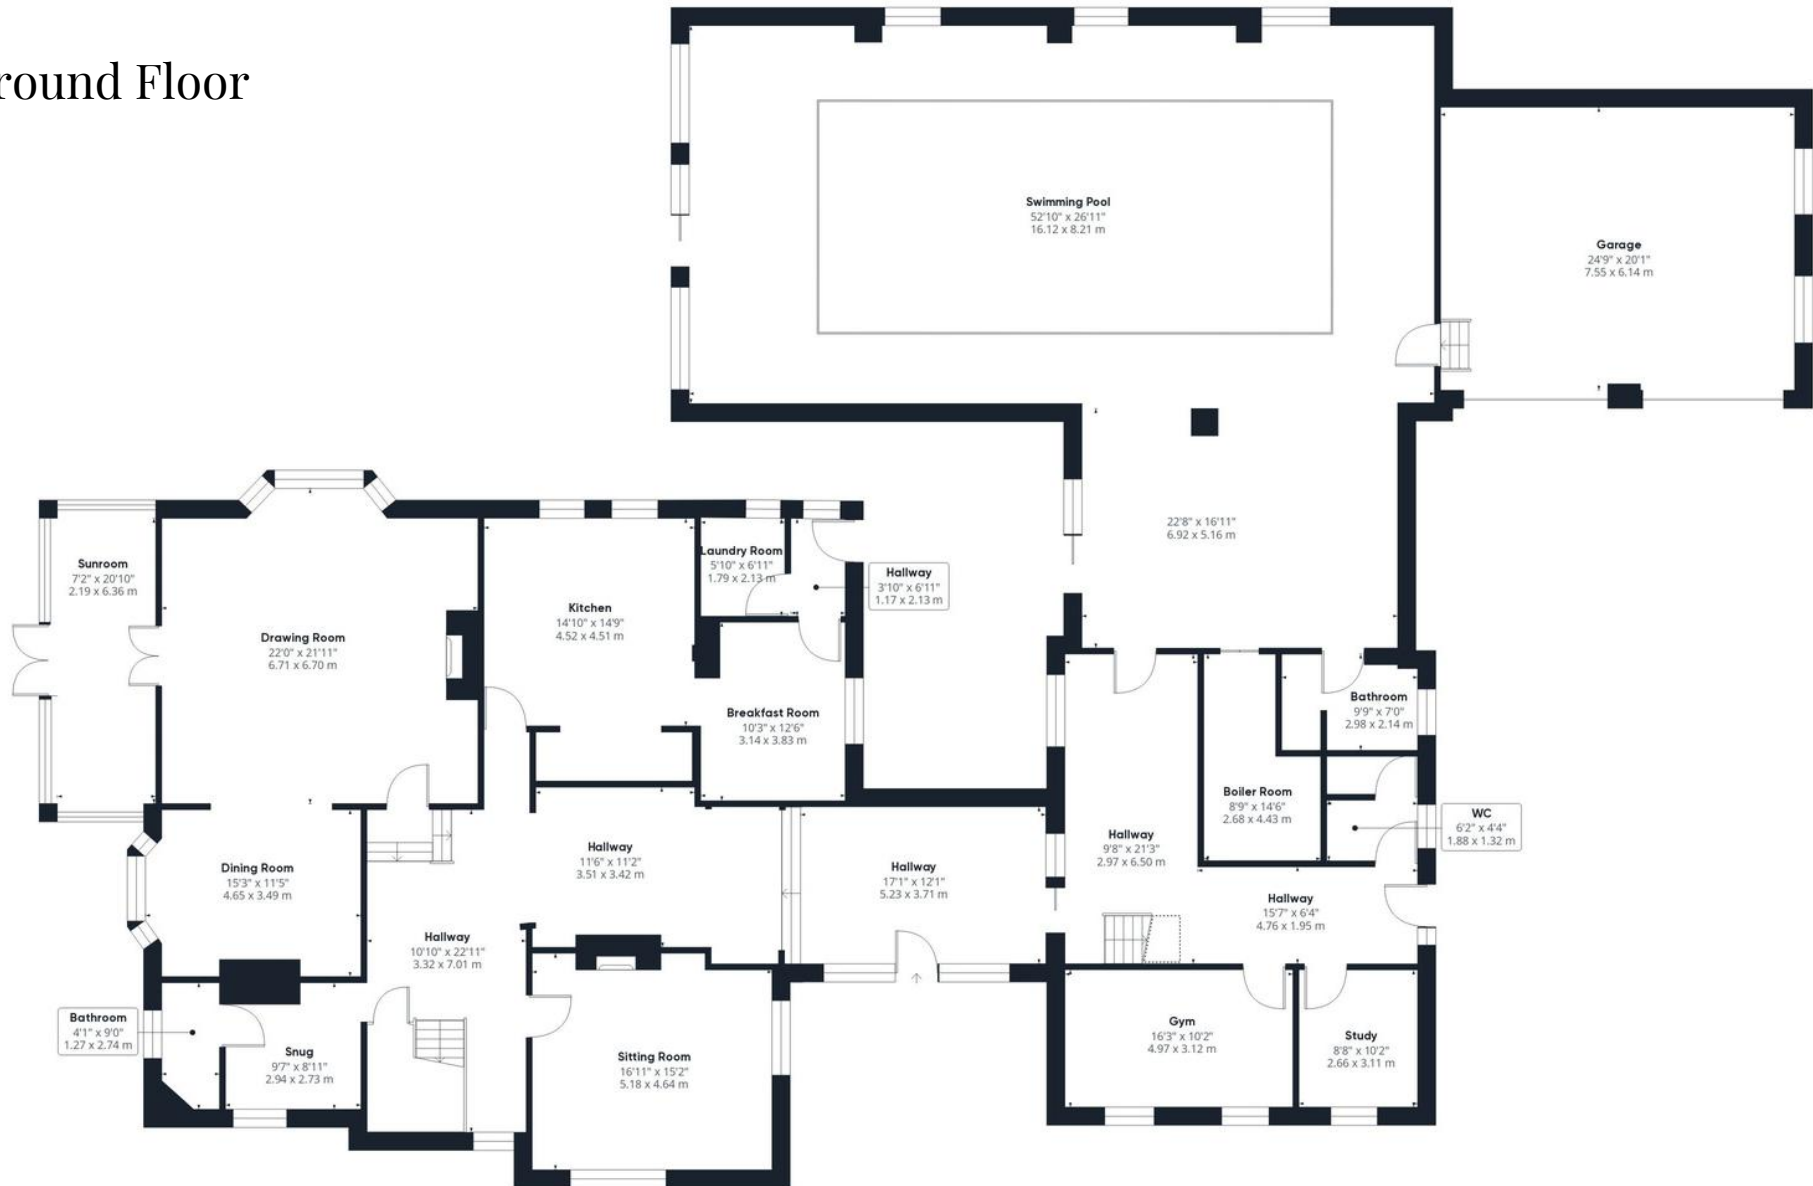 round Floor
Swimming Pool
52'10" x 26'11"
16.12 x 8.21 m
Garage
24'9" x 20'1"
7.55 x 6.14 m
22'8" x 16'11"
6.92 x 5.16 m
Sunroom
7'2" x 20'10"
2.19 x 6.36 m
Drawing Room
22'0" x 21'11"
6.71 x 6.70 m
Kitchen
14'10" x 14'9"
4.52 x 4.51 m
Laundry Room
5'10" x 6'11"
1.79 x 2.13 m
Hallway
3'10" x 6'11"
1.17 x 2.13 m
Breakfast Room
10'3" x 12'6"
3.14 x 3.83 m
Bathroom
9'9" x 7'0"
2.98 x 2.14 m
Boiler Room
8'9" x 14'6"
2.68 x 4.43 m
WC
6'2" x 4'4"
1.88 x 1.32 m
Hallway
9'8" x 21'3"
2.97 x 6.50 m
Dining Room
15'3" x 11'5"
4.65 x 3.49 m
Hallway
11'6" x 11'2"
3.51 x 3.42 m
Hallway
17'1" x 12'1"
5.23 x 3.71 m
Hallway
15'7" x 6'4"
4.76 x 1.95 m
Hallway
10'10" x 22'11"
3.32 x 7.01 m
Bathroom
4'1" x 9'0"
1.27 x 2.74 m
Snug
9'7" x 8'11"
2.94 x 2.73 m
Sitting Room
16'11" x 15'2"
5.18 x 4.64 m
Gym
16'3" x 10'2"
4.97 x 3.12 m
Study
8'8" x 10'2"
2.66 x 3.11 m